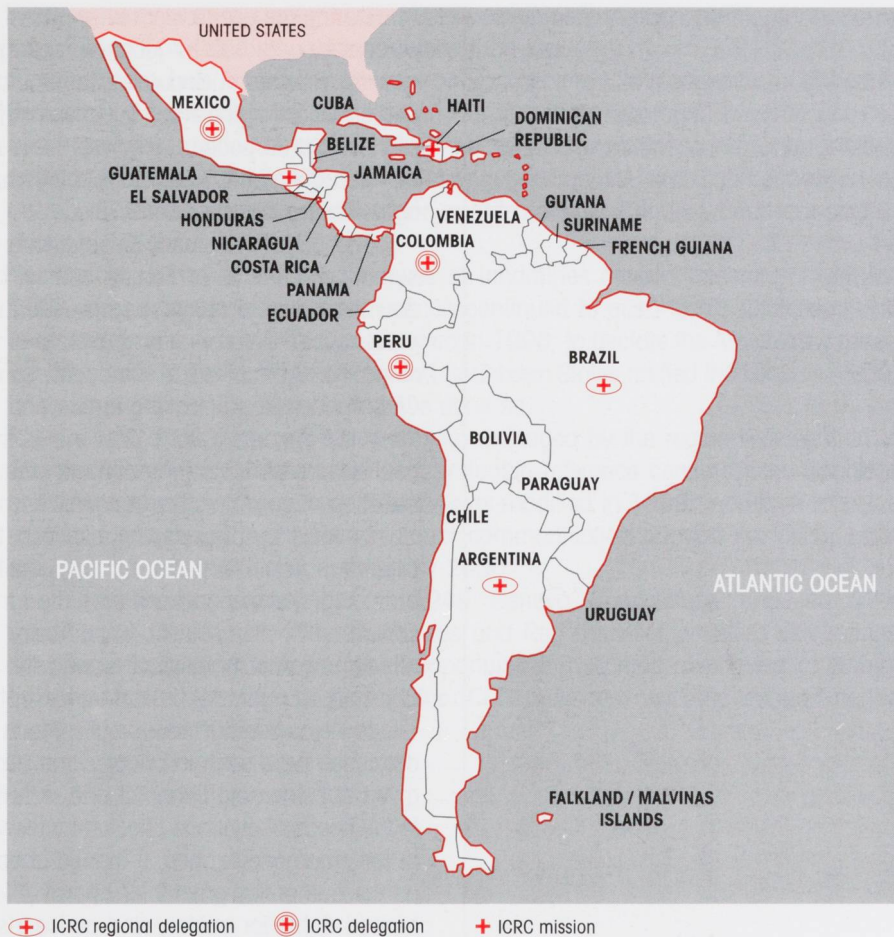 UNITED STATES
MEXICO
CUBA
HAITI
DOMINICAN
REPUBLIC
BELIZE
GUATEMALA
JAMAICA
EL SALVADOR
HONDURAS
NICARAGUA
COSTA RICA
PANAMA
VENEZUELA
GUYANA
SURINAME
FRENCH GUIANA
COLOMBIA
ECUADOR
PERU
BRAZIL
BOLIVIA
PARAGUAY
CHILE
ARGENTINA
PACIFIC OCEAN
ATLANTIC OCEAN
URUGUAY
FALKLAND / MALVINAS
ISLANDS
ICRC regional delegation
ICRC delegation
ICRC mission